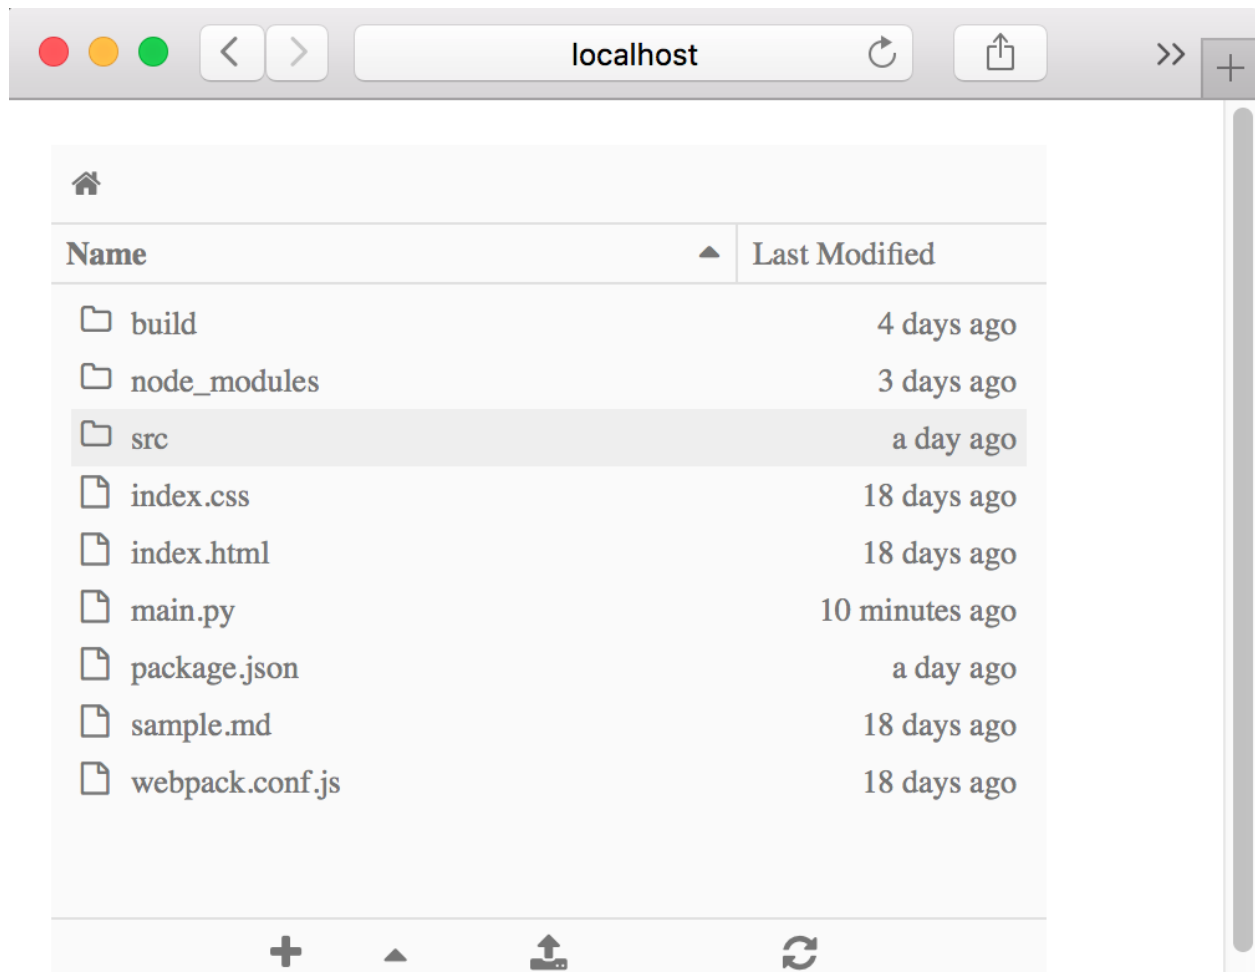 localhost
Name Last Modified
build 4 days ago
node_modules 3 days ago
src a day ago
index.css 18 days ago
index.html 18 days ago
main.py 10 minutes ago
package.json a day ago
sample.md 18 days ago
webpack.conf.js 18 days ago